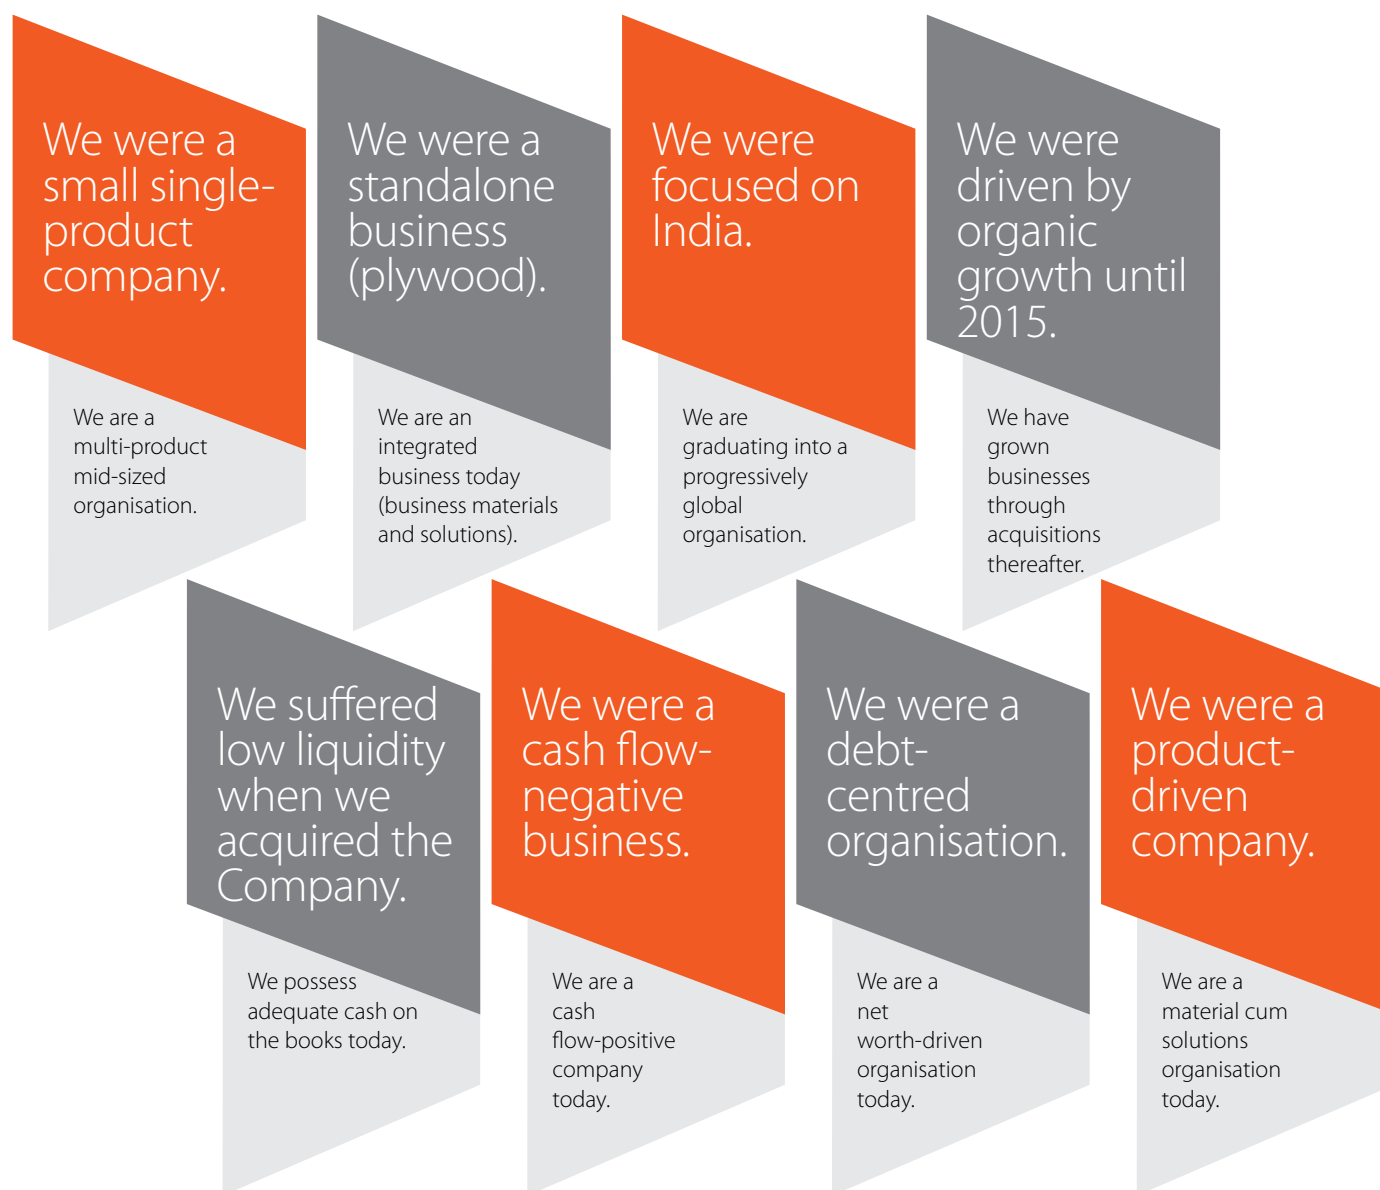 We were a
small single-
product
company.
We are a
multi-product
mid-sized
organisation.
We were a
standalone
business
(plywood).
We are an
integrated
business today
(business materials
and solutions).
We were
focused on
India.
We are
graduating into a
progressively
global
organisation.
We were
driven by
organic
growth until
2015.
We have
grown
businesses
through
acquisitions
thereafter.
We suffered
low liquidity
when we
acquired the
Company.
We possess
adequate cash on
the books today.
We were a
cash flow-
negative
business.
We are a
cash
flow-positive
company
today.
We were a
debt-
centred
organisation.
We are a
net
worth-driven
organisation
today.
We were a
product-
driven
company.
We are a
material cum
solutions
organisation
today.